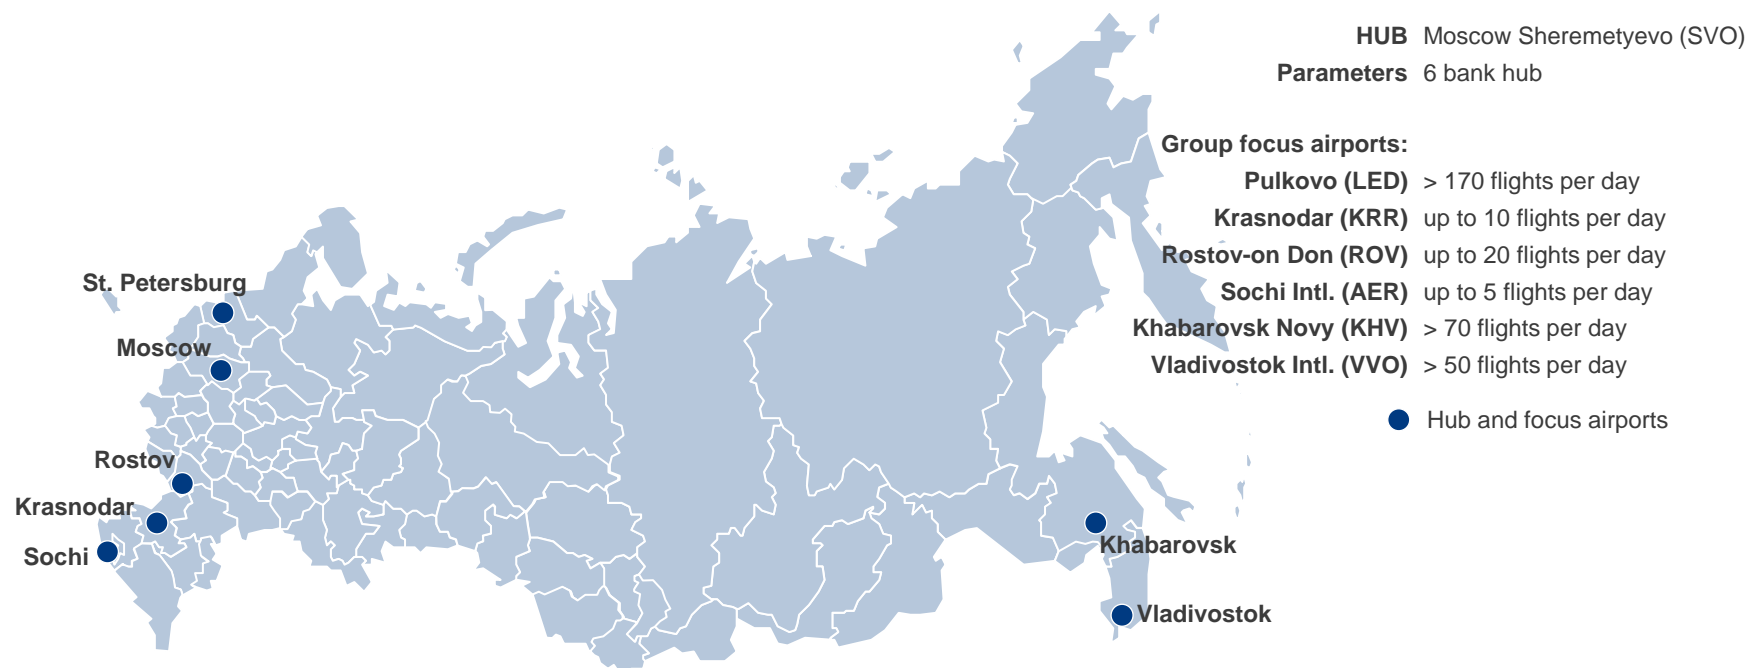 HUB Moscow Sheremetyevo (SVO)
Parameters 6 bank hub
Group focus airports:
Pulkovo (LED) > 170 flights per day
Krasnodar (KRR) up to 10 flights per day
Rostov-on Don (ROV) up to 20 flights per day
Sochi Intl. (AER) up to 5 flights per day
Khabarovsk Novy (KHV) > 70 flights per day
Vladivostok Intl. (VVO) > 50 flights per day
Hub and focus airports
St. Petersburg
Moscow
Rostov
Krasnodar
Sochi
Khabarovsk
Vladivostok